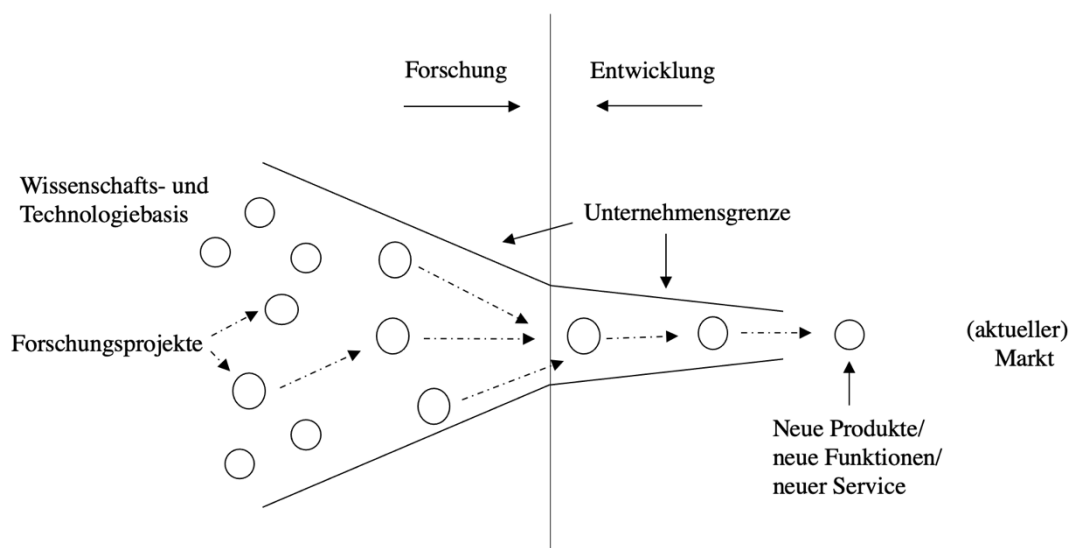 Forschung
Entwicklung
Wissenschafts- und
Technologiebasis
Unternehmensgrenze
Forschungsprojekte
(aktueller)
Markt
Neue Produkte/
neue Funktionen/
neuer Service